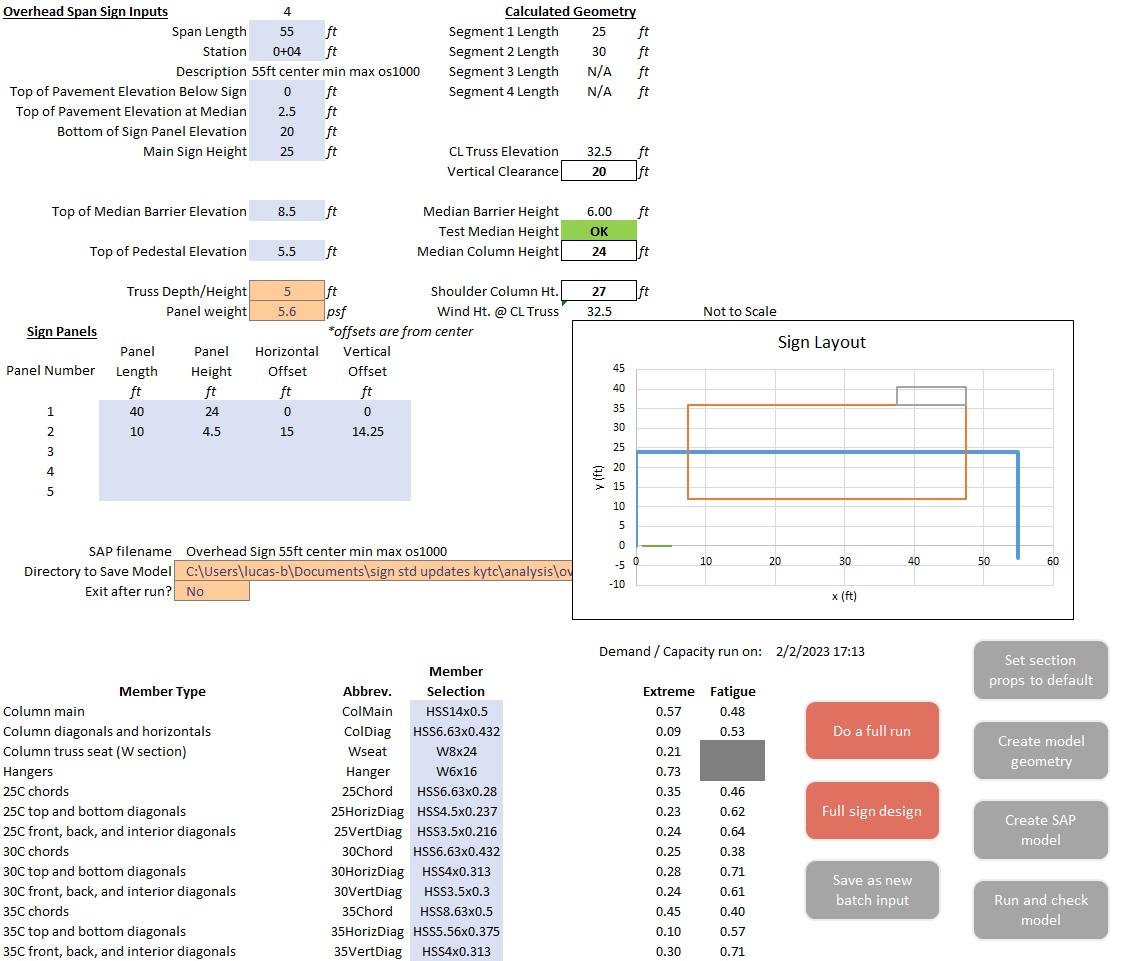 Overhead Span Sign Inputs 4 Calculated Geometry
Span Length 55 ft Segment 1 Length 25 ft
Station 0+04 ft Segment 2 Length 30 ft
Description 55ft center min max os1000 Segment 3 Length N/A ft
Top of Pavement Elevation Below Sign 0 ft Segment 4 Length N/A ft
Top of Pavement Elevation at Median 2.5 ft
Bottom of Sign Panel Elevation 20 ft
Main Sign Height 25 ft CL Truss Elevation 32.5 ft
Vertical Clearance 20 ft
Top of Median Barrier Elevation 8.5 ft Median Barrier Height 6.00 ft
Test Median Height OK
Top of Pedestal Elevation 5.5 ft Median Column Height 24 ft
Truss Depth/Height 5 ft Shoulder Column Ht. 27 ft
Panel weight 5.6 psf Wind Ht. @ CL Truss 32.5 Not to Scale
Sign Panels *offsets are from center
Panel Number Panel Length Panel Height Horizontal Offset Vertical Offset
ft ft ft ft
1 40 24 0 0
2 10 4.5 15 14.25
3
4
5
Sign Layout
45
40
35
30
25
20
15
10
5
0
-5
-10
y (ft)
0 10 20 30 40 50 60
x (ft)
SAP filename Overhead Sign 55ft center min max os1000
Directory to Save Model C:\Users\lucas-b\Documents\sign std updates kytc\analysis\ov
Exit after run? No
Demand / Capacity run on: 2/2/2023 17:13
Member Type Abbrev. Member Selection Extreme Fatigue
Column main ColMain HSS14x0.5 0.57 0.48
Column diagonals and horizontals ColDiag HSS6.63x0.432 0.09 0.53
Column truss seat (W section) Wseat W8x24 0.21
Hangers Hanger W6x16 0.73
25C chords 25Chord HSS6.63x0.28 0.35 0.46
25C top and bottom diagonals 25HorizDiag HSS4.5x0.237 0.23 0.62
25C front, back, and interior diagonals 25VertDiag HSS3.5x0.216 0.24 0.64
30C chords 30Chord HSS6.63x0.432 0.25 0.38
30C top and bottom diagonals 30HorizDiag HSS4x0.313 0.28 0.71
30C front, back, and interior diagonals 30VertDiag HSS3.5x0.3 0.24 0.61
35C chords 35Chord HSS8.63x0.5 0.45 0.40
35C top and bottom diagonals 35HorizDiag HSS5.56x0.375 0.10 0.57
35C front, back, and interior diagonals 35VertDiag HSS4x0.313 0.30 0.71
Do a full run
Full sign design
Save as new
batch input
Set section
props to default
Create model
geometry
Create SAP
model
Run and check
model